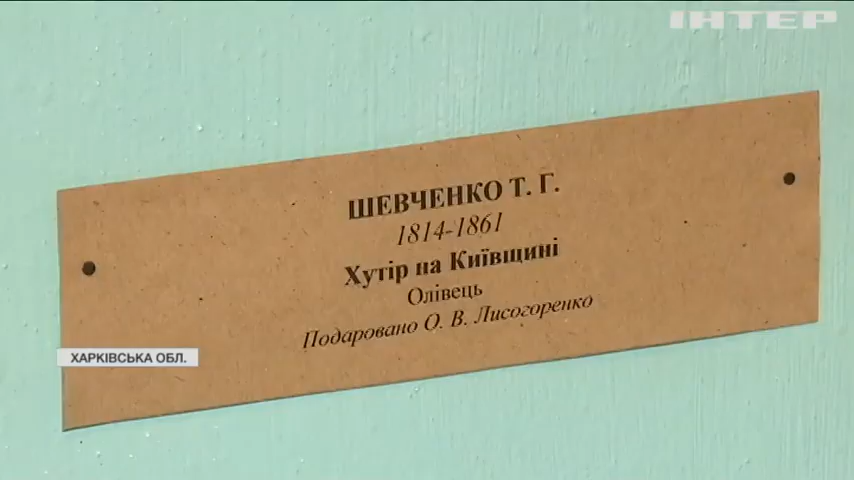 ІНТЕР
ШЕВЧЕНКО Т. Г.
1814-1861
Хутір на Київщині
Олівець
Подаровано О. В. Лисогоренко
ХАРКІВСЬКА ОБЛ.